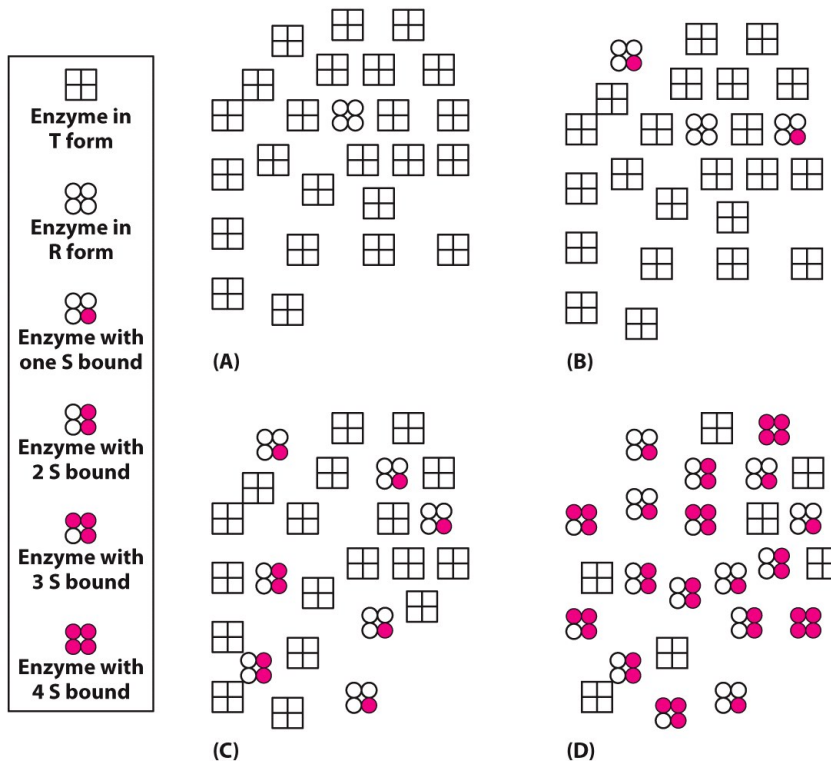 Enzyme in
T form
Enzyme in
R form
Enzyme with
one S bound
Enzyme with
2 S bound
Enzyme with
3 S bound
Enzyme with
4 S bound
(A)
(B)
(C)
(D)